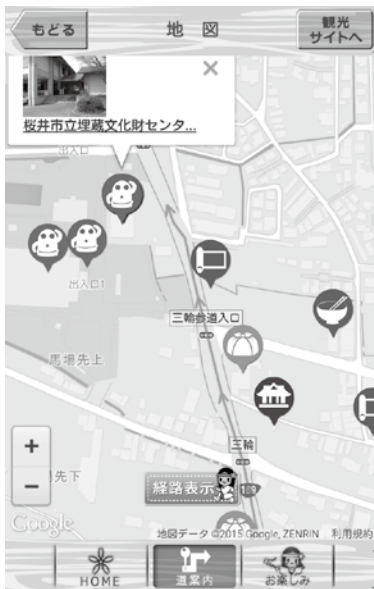 もどる
地 図
観光
サイトへ
×
桜井市立埋蔵文化財センタ...
出入口
出入口1
三輪参道入口
馬場先上
三輪
+
−
先下
経路表示
169
Google
地図データ ©2015 Google, ZENRIN 利用規約
HOME
道案内
お楽しみ